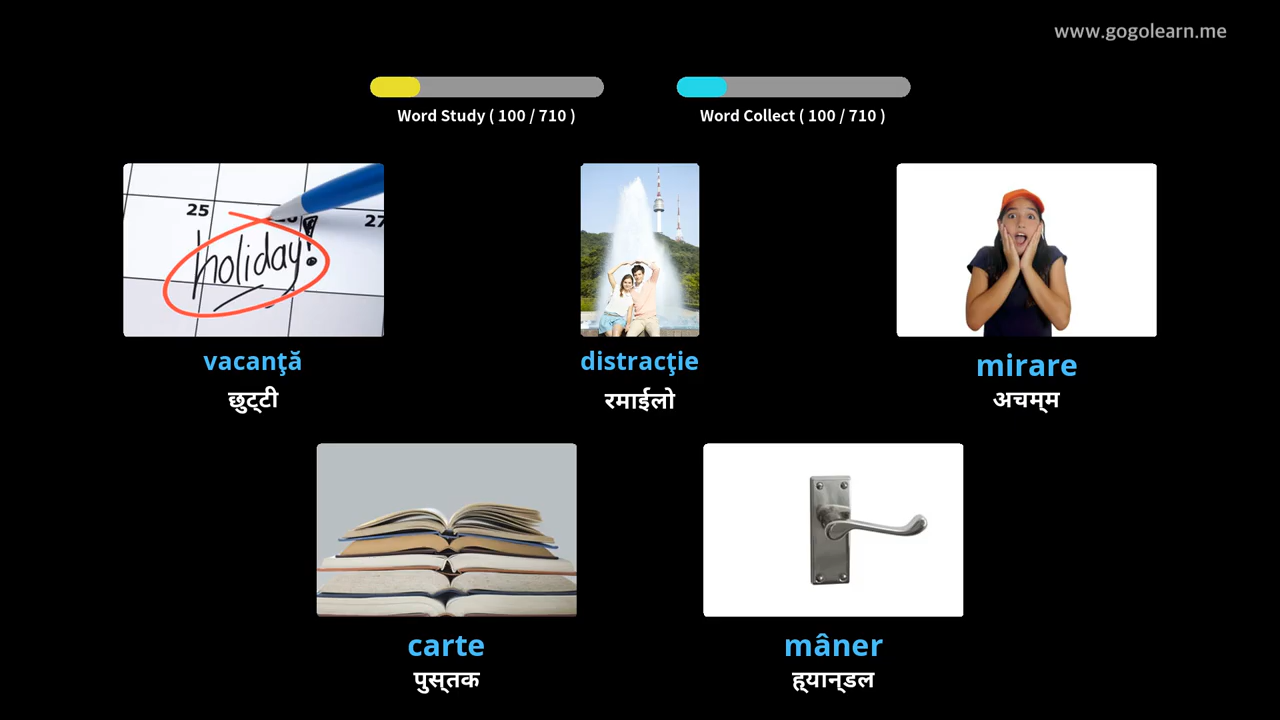 www.gogolearn.me
Word Study ( 100 / 710 )
Word Collect ( 100 / 710 )
25
27
holiday!
vacanţă
distracţie
mirare
छुट्टी
रमाईलो
अचम्म
carte
mâner
पुस्तक
ह्यान्डल